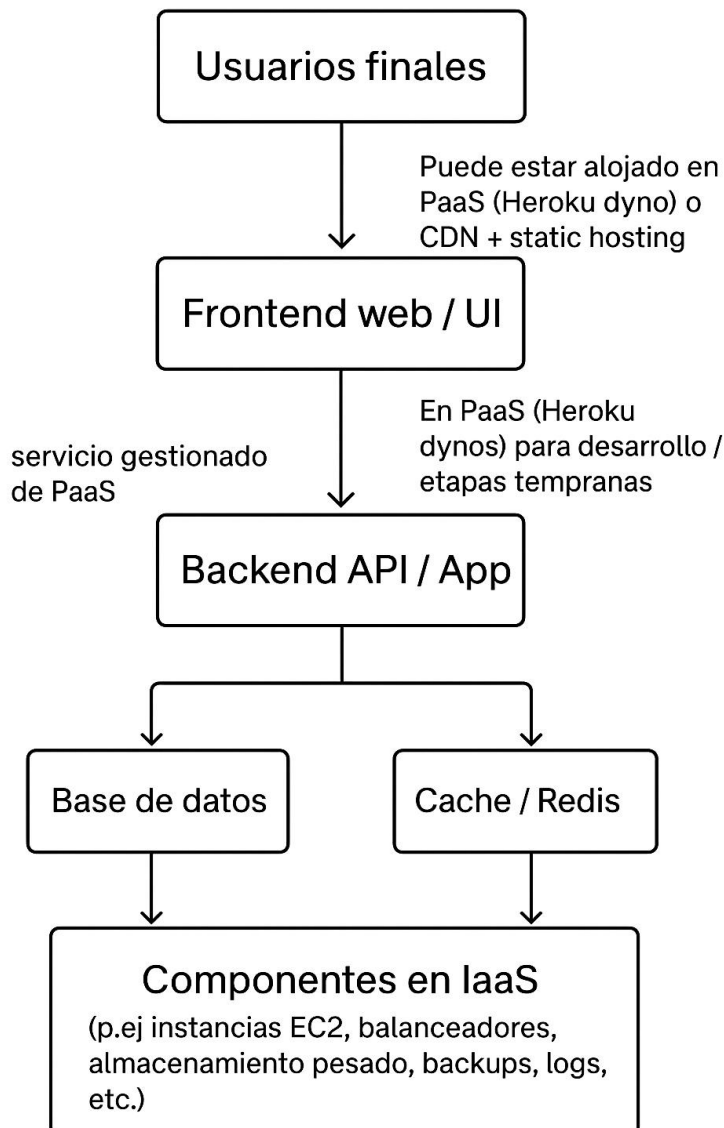 Usuarios finales
Puede estar alojado en
PaaS (Heroku dyno) o
CDN + static hosting
Frontend web / UI
En PaaS (Heroku
dynos) para desarrollo /
etapas tempranas
servicio gestionado
de PaaS
Backend API / App
Base de datos
Cache / Redis
Componentes en IaaS
(p.ej instancias EC2, balanceadores,
almacenamiento pesado, backups, logs,
etc.)